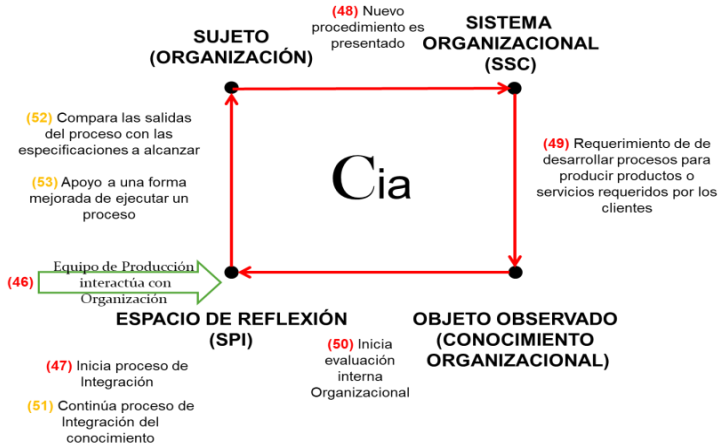 (48) Nuevo
procedimiento es
presentado
SUJETO
(ORGANIZACIÓN)
SISTEMA
ORGANIZACIONAL
(SSC)
(52) Compara las salidas
del proceso con las
especificaciones a alcanzar
(53) Apoyo a una forma
mejorada de ejecutar un
proceso
Cia
(49) Requerimiento de de
desarrollar procesos para
producir productos o
servicios requeridos por los
clientes
(46)
Equipo de Producción
interactúa con
Organización
ESPACIO DE REFLEXIÓN
(SPI)
OBJETO OBSERVADO
(CONOCIMIENTO
ORGANIZACIONAL)
(50) Inicia
evaluación
interna
Organizacional
(47) Inicia proceso de
Integración
(51) Continúa proceso de
Integración del
conocimiento